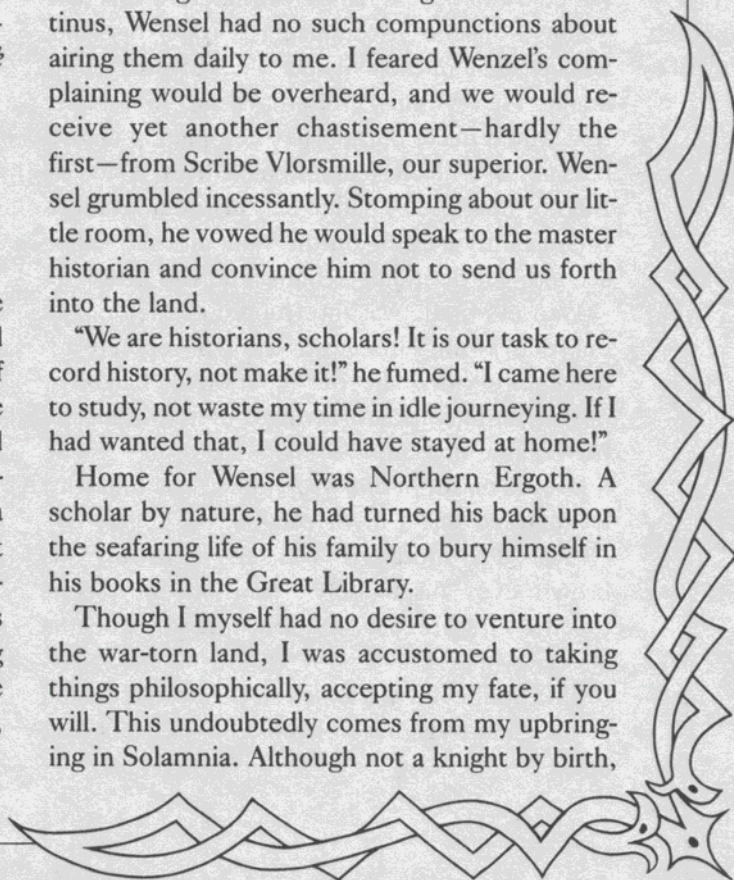 tinus, Wensel had no such compunctions about
airing them daily to me. I feared Wenzel's com-
plaining would be overheard, and we would re-
ceive yet another chastisement—hardly the
first—from Scribe Vlorsmille, our superior. Wen-
sel grumbled incessantly. Stomping about our lit-
tle room, he vowed he would speak to the master
historian and convince him not to send us forth
into the land.
“We are historians, scholars! It is our task to re-
cord history, not make it!” he fumed. “I came here
to study, not waste my time in idle journeying. If I
had wanted that, I could have stayed at home!”
Home for Wensel was Northern Ergoth. A
scholar by nature, he had turned his back upon
the seafaring life of his family to bury himself in
his books in the Great Library.
Though I myself had no desire to venture into
the war-torn land, I was accustomed to taking
things philosophically, accepting my fate, if you
will. This undoubtedly comes from my upbring-
ing in Solamnia. Although not a knight by birth,